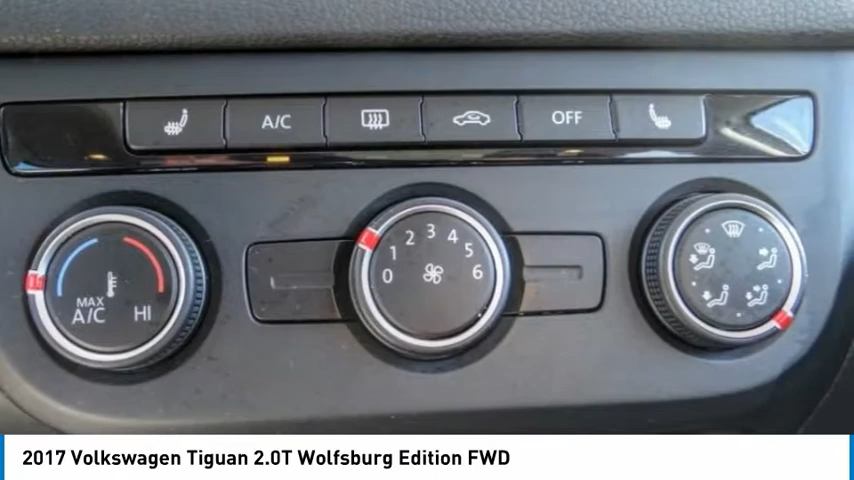 A/C OFF
3
2 4
1 5
0 6
MAX
A/C HI
2017 Volkswagen Tiguan 2.0T Wolfsburg Edition FWD